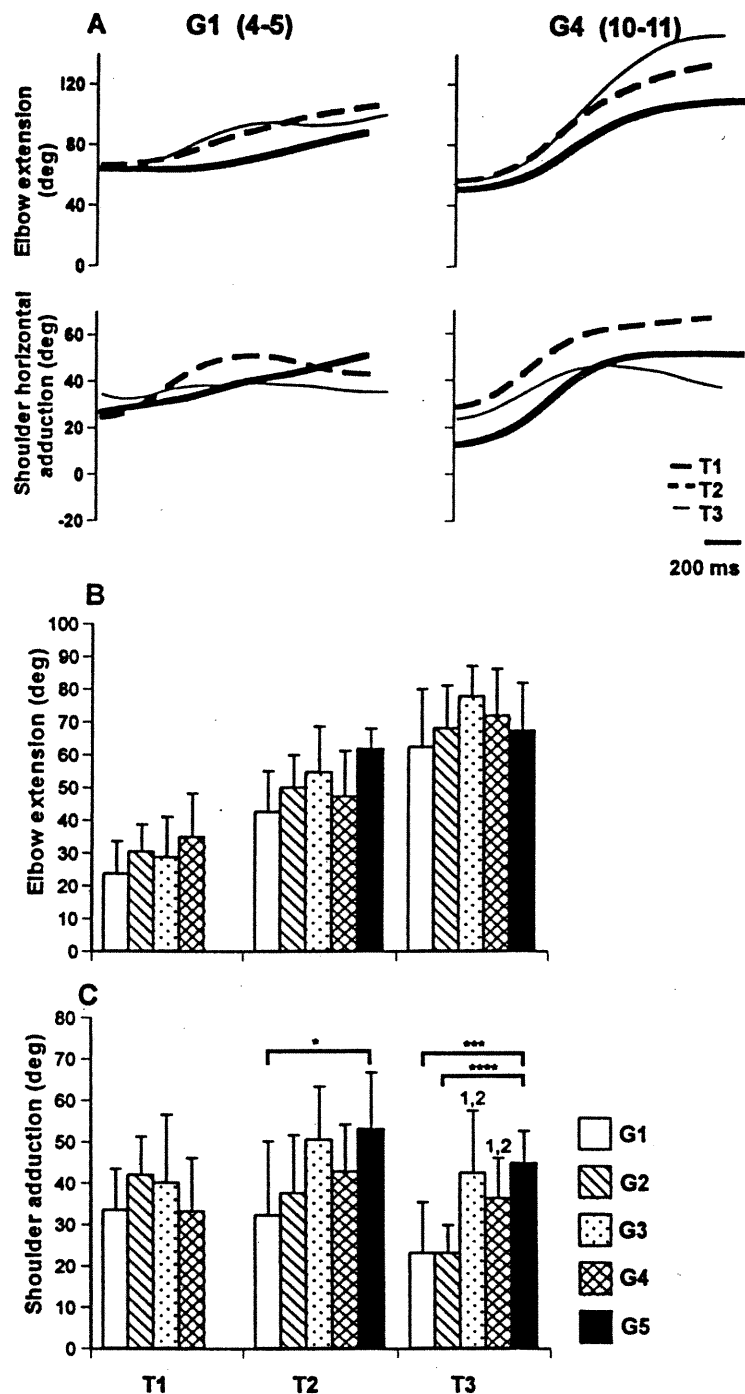 A G1 (4-5) G4 (10-11)
Elbow extension
(deg)
120
80
40
0
Shoulder horizontal
adduction (deg)
60
40
20
0
-20
T1
T2
T3
200 ms
B
Elbow extension (deg)
100
90
80
70
60
50
40
30
20
10
0
C
Shoulder adduction (deg)
80
70
60
50
40
30
20
10
0
*
***
****
1,2
1,2
G1
G2
G3
G4
G5
T1 T2 T3